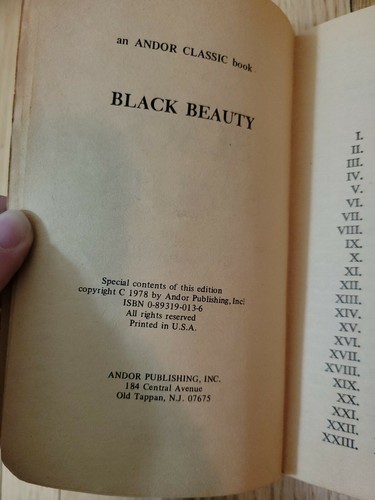 an ANDOR CLASSIC book
BLACK BEAUTY
Special contents of this edition
copyright C 1978 by Andor Publishing, Inc.
ISBN 0-89319-013-6
All rights reserved
Printed in U.S.A.
ANDOR PUBLISHING, INC.
184 Central Avenue
Old Tappan, N.J. 07675
I.
II.
III.
IV.
V.
VI.
VII.
VIII.
IX.
X.
XI.
XII.
XIII.
XIV.
XV.
XVI.
XVII.
XVIII.
XIX.
XX.
XXI.
XXII.
XXIII.